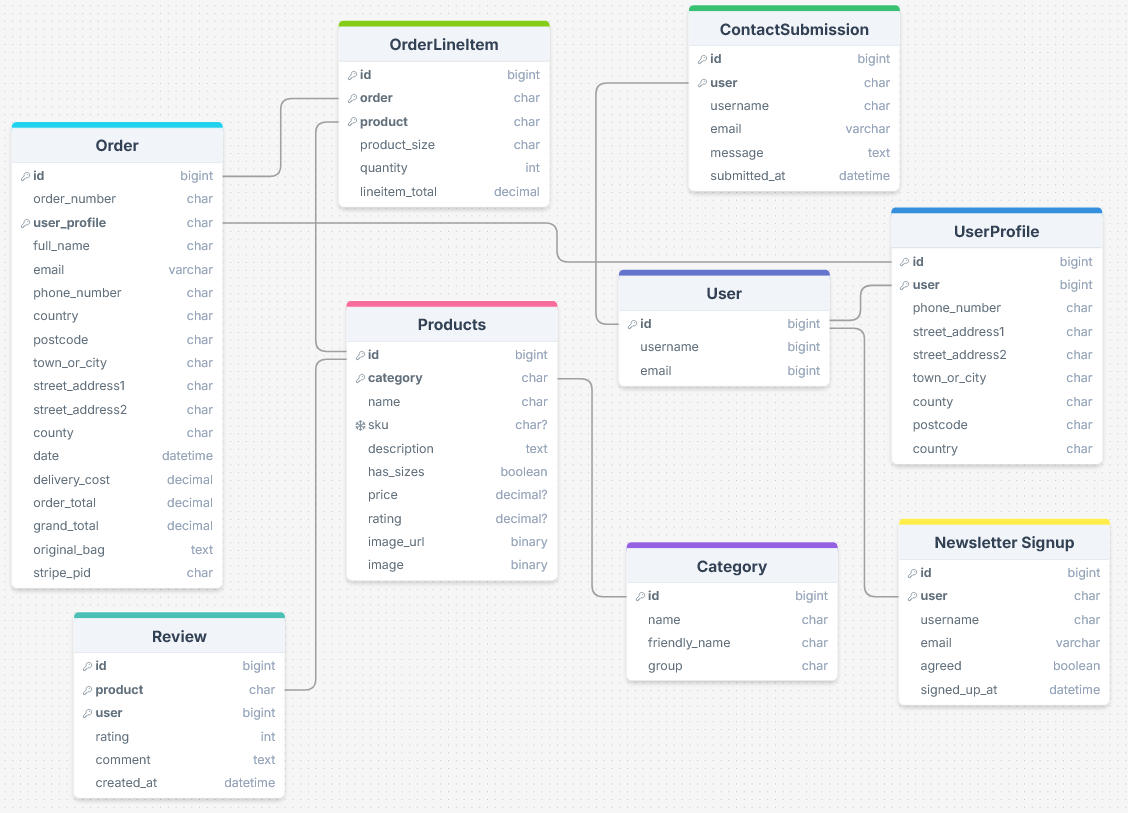 OrderLineItem
id bigint
order char
product char
product_size char
quantity int
lineitem_total decimal
ContactSubmission
id bigint
user char
username char
email varchar
message text
submitted_at datetime
Order
id bigint
order_number char
user_profile char
full_name char
email varchar
phone_number char
country char
postcode char
town_or_city char
street_address1 char
street_address2 char
county char
date datetime
delivery_cost decimal
order_total decimal
grand_total decimal
original_bag text
stripe_pid char
UserProfile
id bigint
user bigint
phone_number char
street_address1 char
street_address2 char
town_or_city char
county char
postcode char
country char
User
id bigint
username bigint
email bigint
Products
id bigint
category char
name char
sku char?
description text
has_sizes boolean
price decimal?
rating decimal?
image_url binary
image binary
Category
id bigint
name char
friendly_name char
group char
Newsletter Signup
id bigint
user char
username char
email varchar
agreed boolean
signed_up_at datetime
Review
id bigint
product char
user bigint
rating int
comment text
created_at datetime